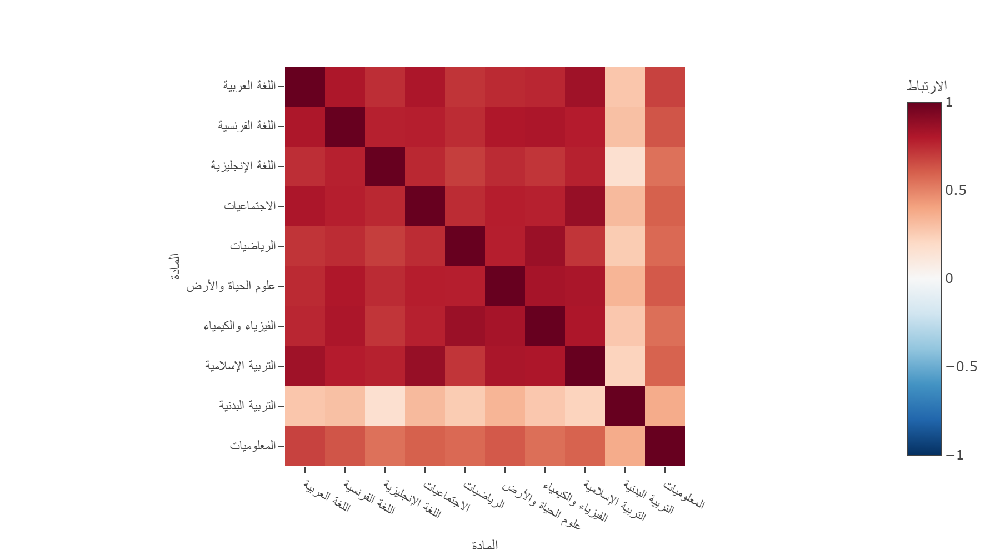 الارتباط
1
0.5
0
−0.5
−1
المادة
اللغة العربية
اللغة الفرنسية
اللغة الإنجليزية
الاجتماعيات
الرياضيات
علوم الحياة والأرض
الفيزياء والكيمياء
التربية الإسلامية
التربية البدنية
المعلوميات
اللغة العربية
اللغة الفرنسية
اللغة الإنجليزية
الاجتماعيات
الرياضيات
علوم الحياة والأرض
الفيزياء والكيمياء
التربية الإسلامية
التربية البدنية
المعلوميات
المادة